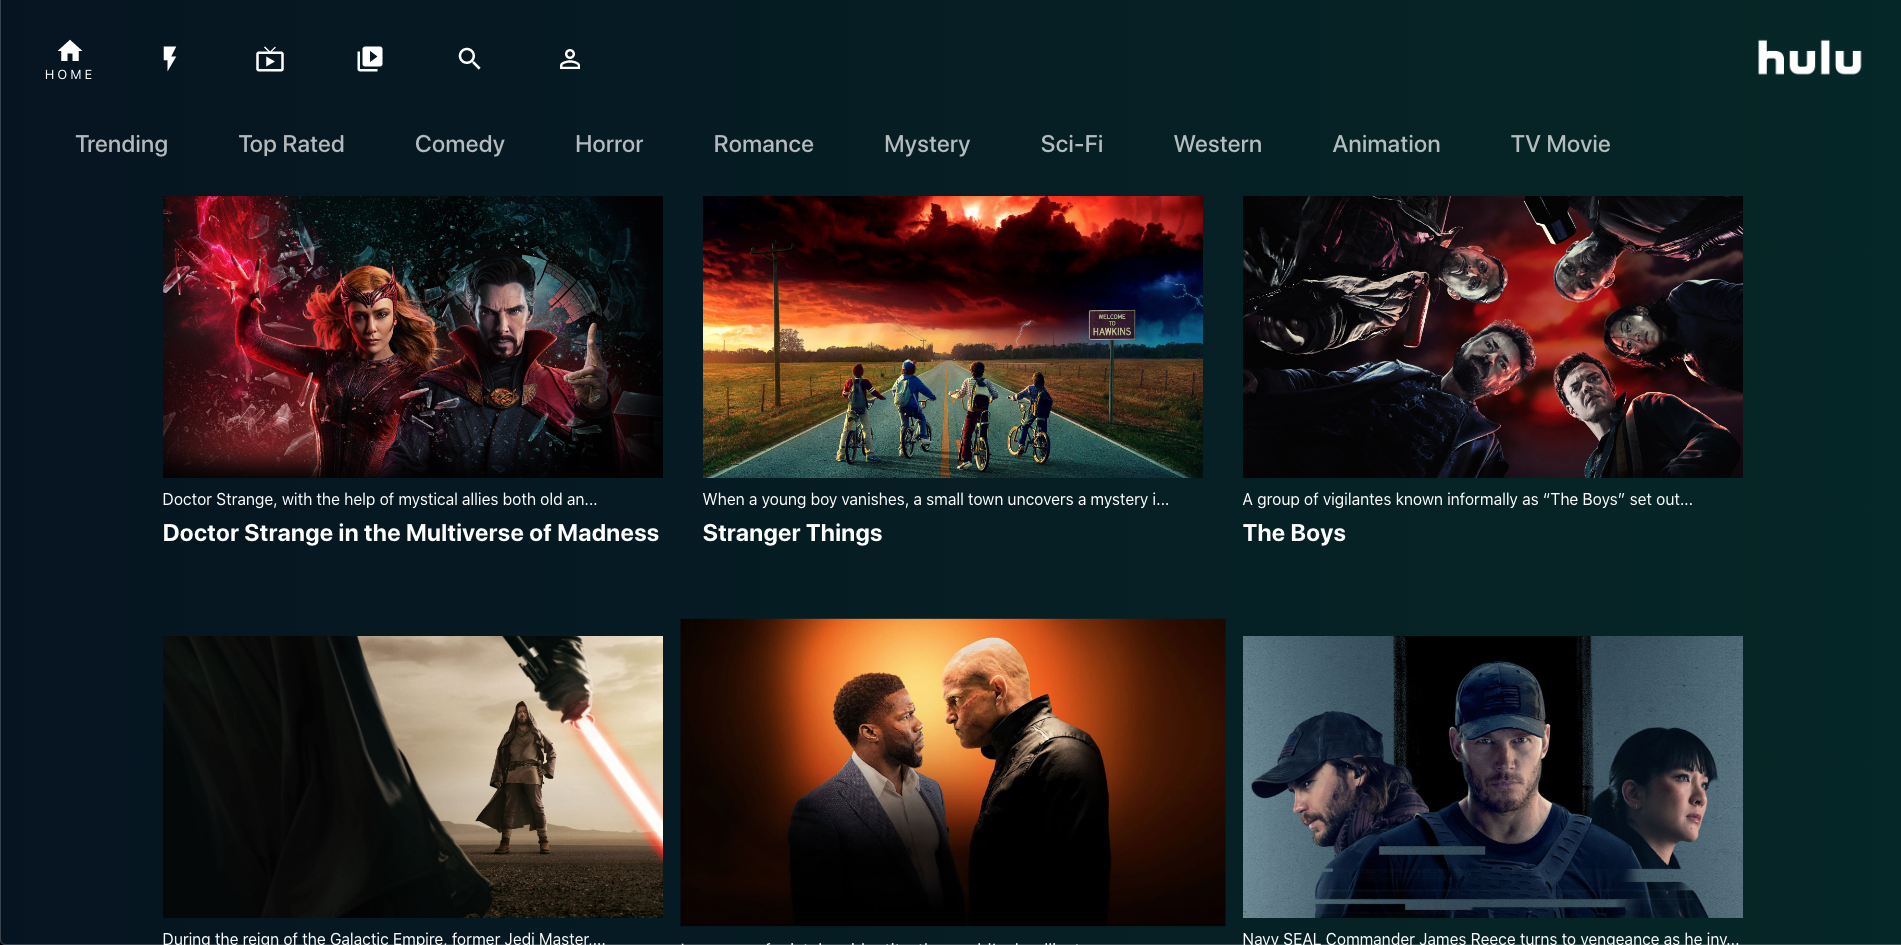 HOME
hulu
Trending Top Rated Comedy Horror Romance Mystery Sci-Fi Western Animation TV Movie
WELCOME
TO
HAWKINS
Doctor Strange, with the help of mystical allies both old an...
Doctor Strange in the Multiverse of Madness
When a young boy vanishes, a small town uncovers a mystery i...
Stranger Things
A group of vigilantes known informally as “The Boys” set out...
The Boys
During the reign of the Galactic Empire, former Jedi Master,...
Navy SEAL Commander James Reece turns to vengeance as he inv...